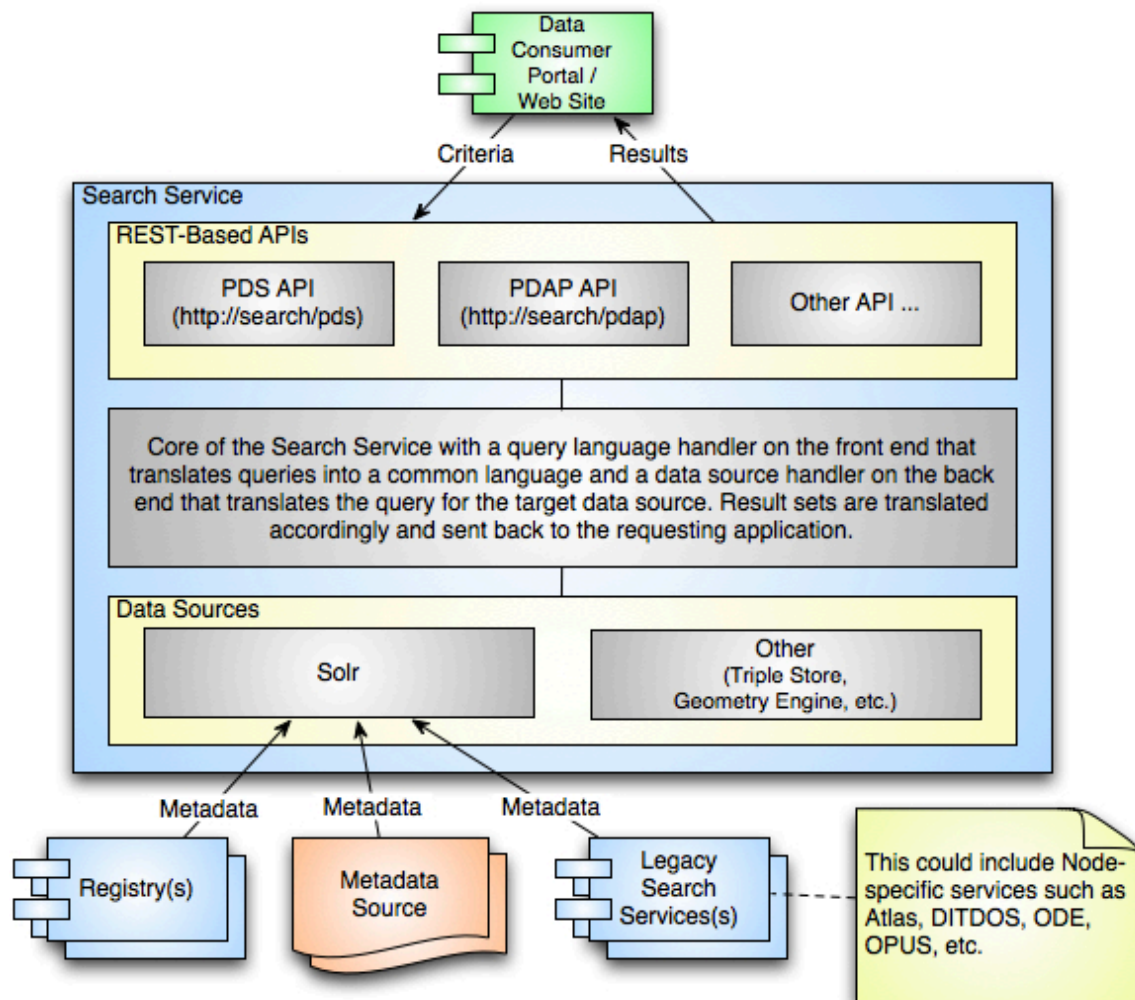 Data
Consumer
Portal /
Web Site
Criteria
Results
Search Service
REST-Based APIs
PDS API
(http://search/pds)
PDAP API
(http://search/pdap)
Other API ...
Core of the Search Service with a query language handler on the front end that
translates queries into a common language and a data source handler on the back
end that translates the query for the target data source. Result sets are translated
accordingly and sent back to the requesting application.
Data Sources
Solr
Other
(Triple Store,
Geometry Engine, etc.)
Metadata
Metadata
Metadata
Registry(s)
Metadata
Source
Legacy
Search
Services(s)
This could include Node-
specific services such as
Atlas, DITDOS, ODE,
OPUS, etc.